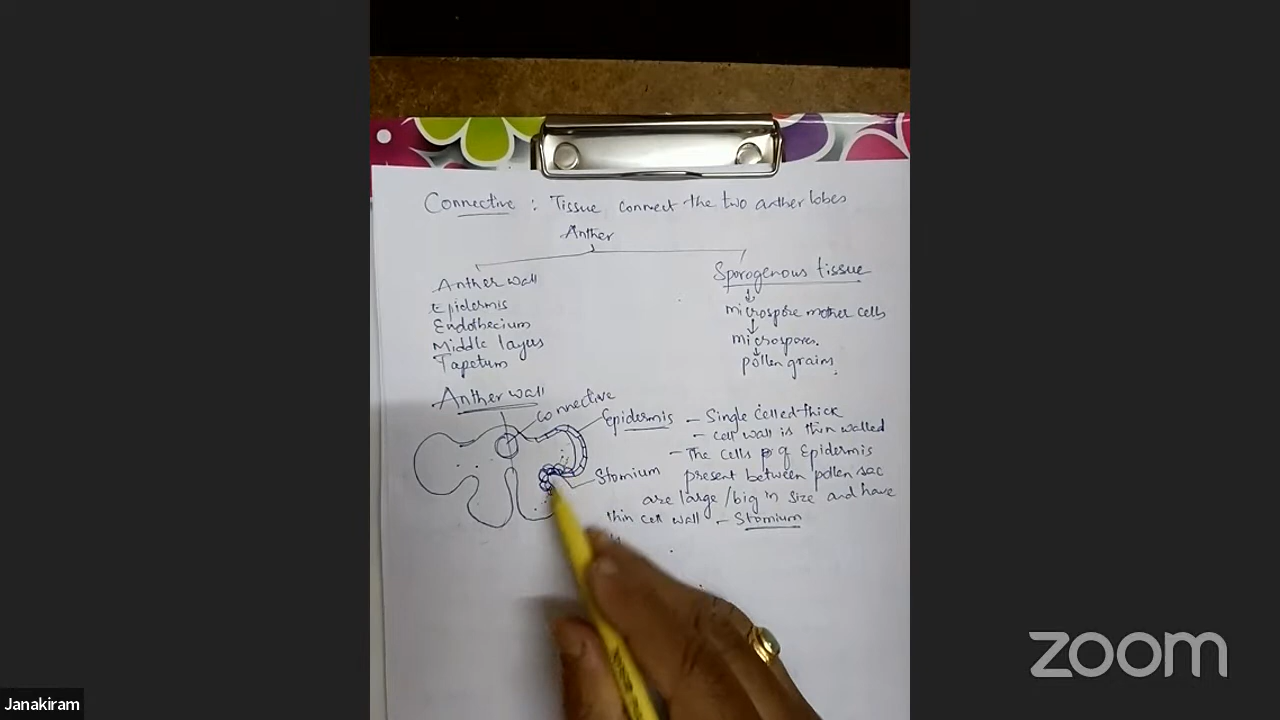 Connective : Tissue connect the two anther lobes
Anther
Anther wall
Epidermis
Endothecium
Middle layers
Tapetum
Sporogenous tissue
microspore mother cells
microspores.
pollen grains
Anther wall
Connective
Epidermis - Single celled thick
- cell wall is thin walled
- The cells of Epidermis
present between pollen sac
are large/big in size and have
thin cell wall - Stomium
Stomium
zoom
Janakiram